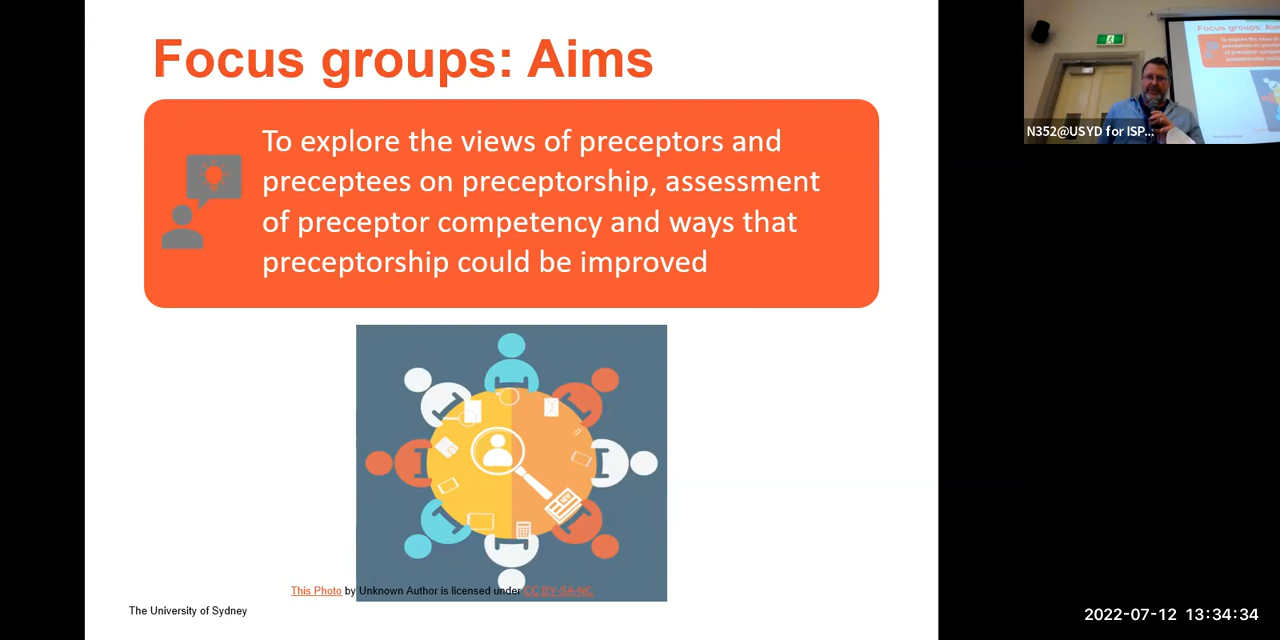 Focus groups: Aims
To explore the views of preceptors and
preceptees on preceptorship, assessment
of preceptor competency and ways that
preceptorship could be improved
NEW
This Photo by Unknown Author is licensed under CC BY-SA-NC
The University of Sydney
N352@USYD for ISP...
2022-07-12 13:34:34